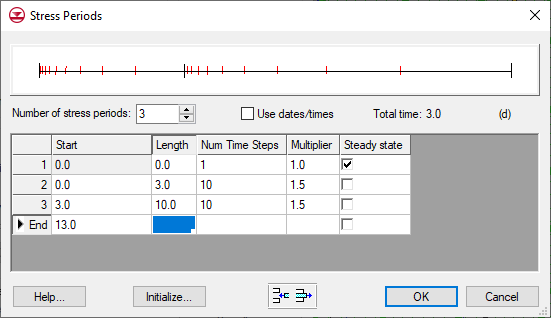 Stress Periods
Number of stress periods: 3 Use dates/times Total time: 3.0 (d)
Start Length Num Time Steps Multiplier Steady state
1 0.0 0.0 1 1.0
2 0.0 3.0 10 1.5
3 3.0 10.0 10 1.5
End 13.0
Help... Initialize... OK Cancel